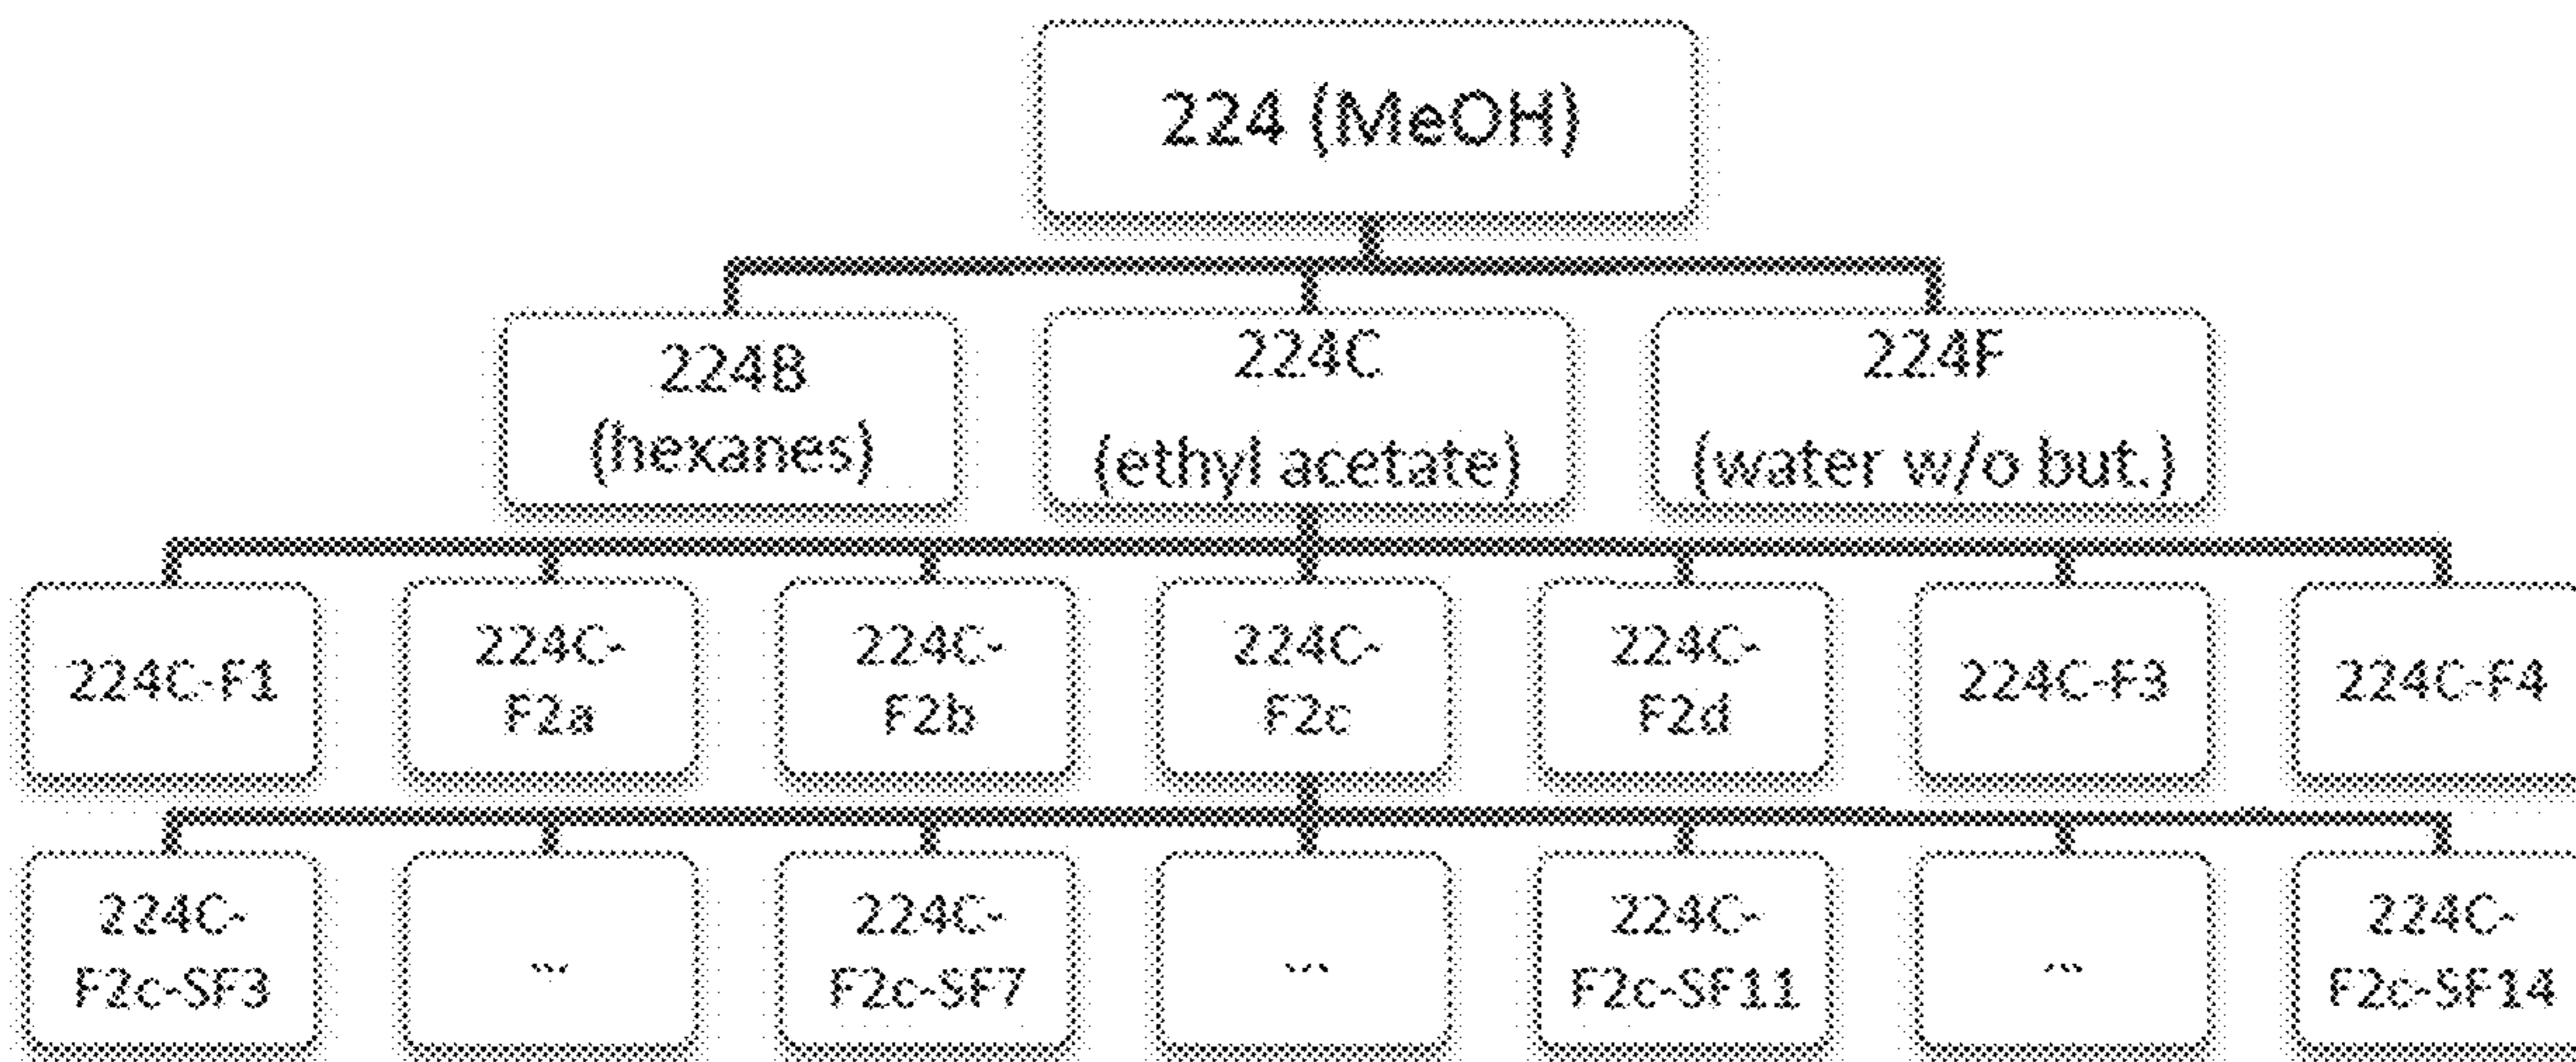 224 (MeOH)
224B
(hexanes)
224C
(ethyl acetate)
224F
(water w/o but.)
224C-F1
224C-
F2a
224C-
F2b
224C-
F2c
224C-
F2d
224C-F3
224C-F4
224C-
F2c-SF3
...
224C-
F2c-SF7
...
224C-
F2c-SF11
...
224C-
F2c-SF14